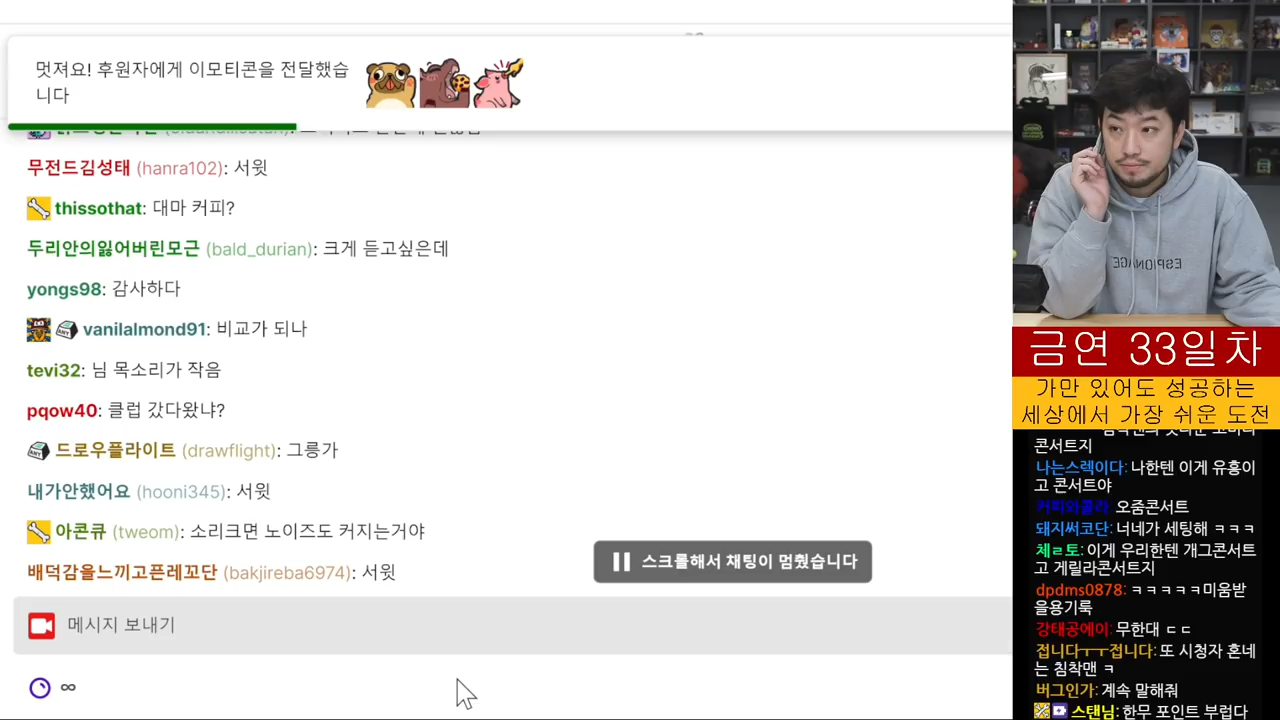 멋져요! 후원자에게 이모티콘을 전달했습
니다
무전드김성태 (hanra102): 서윗
thissothat: 대마 커피?
두리안의잃어버린모근 (bald_durian): 크게 듣고싶은데
yongs98: 감사하다
vanilalmond91: 비교가 되나
tevi32: 님 목소리가 작음
pqow40: 클럽 갔다왔냐?
드로우플라이트 (drawflight): 그릉가
내가안했어요 (hooni345): 서윗
아콘큐 (tweom): 소리크면 노이즈도 커지는거야
배덕감을느끼고픈레꼬단 (bakjireba6974): 서윗
스크롤해서 채팅이 멈췄습니다
메시지 보내기
∞
ESPIONAGE
금연 33일차
가만 있어도 성공하는
세상에서 가장 쉬운 도전
콘서트지
나는스렉이다: 나한텐 이게 유흥이
고 콘서트야
커피와콜라: 오줌콘서트
돼지써코단: 너네가 세팅해 ㅋㅋㅋ
체ㄹ토: 이게 우리한텐 개그콘서트
고 게릴라콘서트지
dpdms0878: ㅋㅋㅋㅋㅋ미움받
을용기룩
강태공에이: 무한대 ㄷㄷ
접니다ㅜㅜ접니다: 또 시청자 혼네
는 침착맨 ㅋ
버그인가: 계속 말해줘
스탠님: 한무 포인트 부럽다